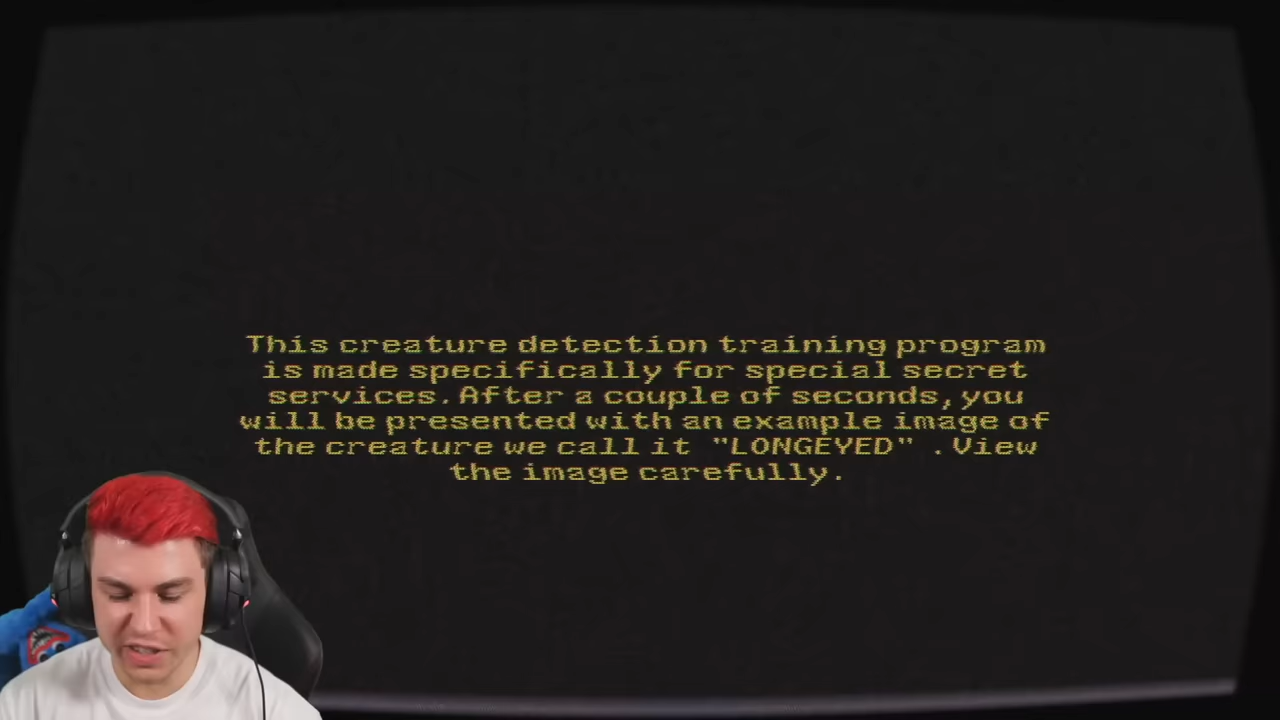 This creature detection training program
is made specifically for special secret
services.After a couple of seconds,you
will be presented with an example image of
the creature we call it "LONGEYED" .View
the image carefully.